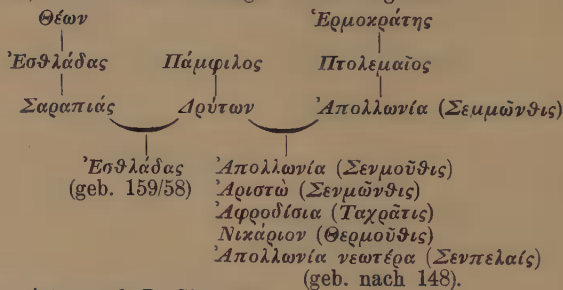 Θέων Ἑρμοκράτης
Ἐσθλάδας Πάμφιλος Πτολεμαῖος
Σαραπιάς Δρύτων Ἀπολλωνία (Σεμμῶνθις)
Ἐσθλάδας Ἀπολλωνία (Σενμοῦθις)
(geb. 159/58) Ἀριστὼ (Σενμῶνθις)
Ἀφροδίσια (Ταχρᾶτις)
Νικάριον (Θερμοῦθις)
Ἀπολλωνία νεωτέρα (Σενπελαίς)
(geb. nach 148).